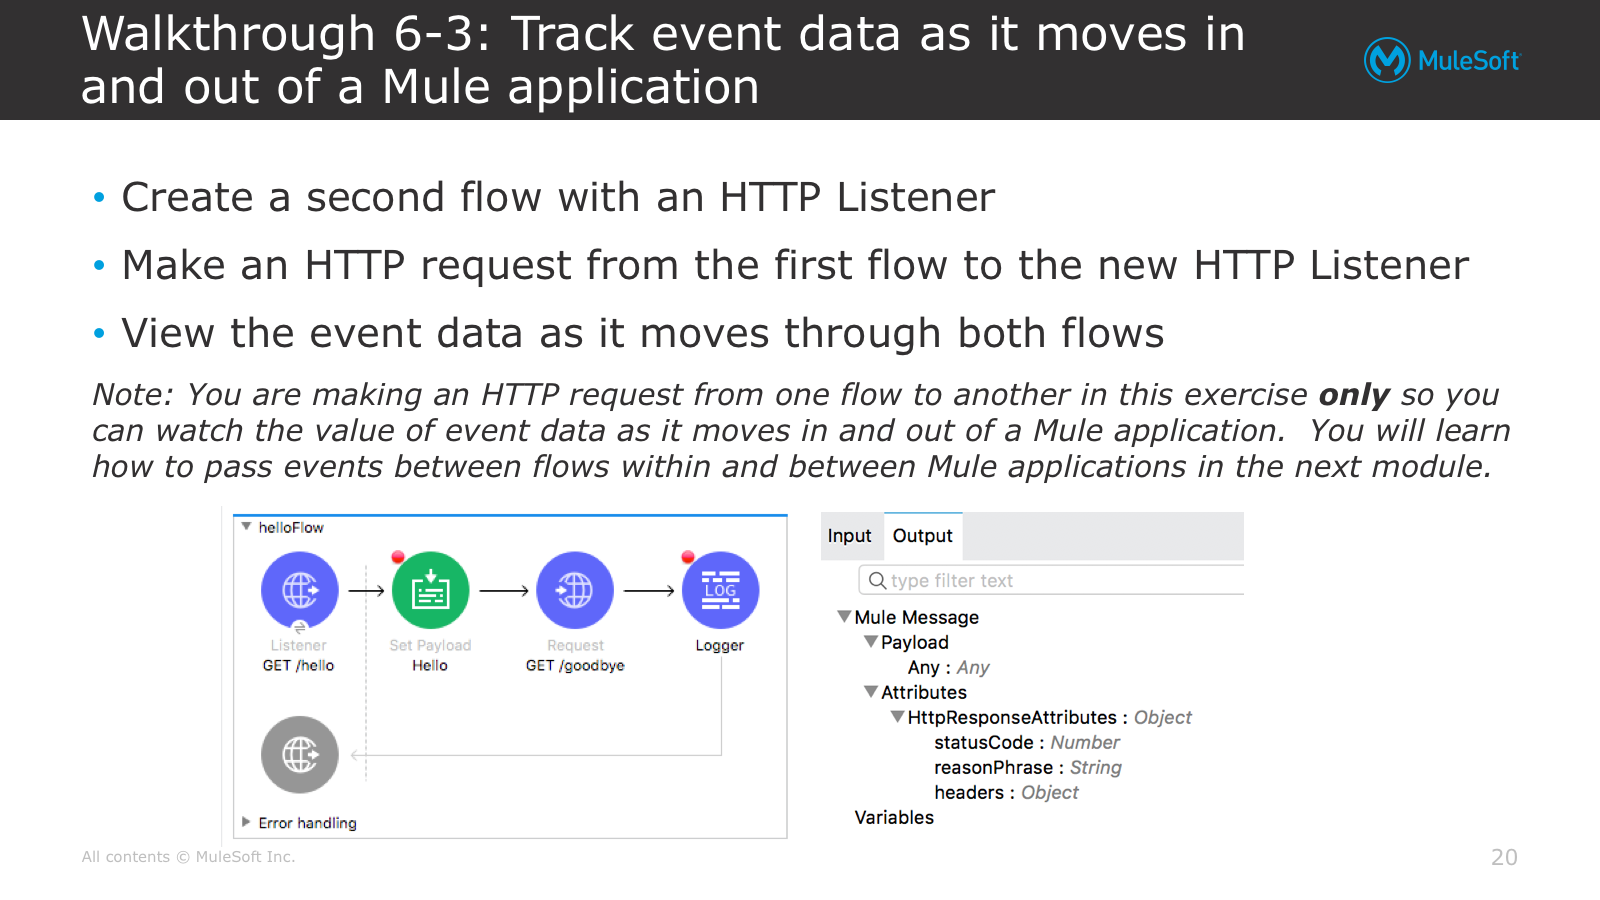 Walkthrough 6-3: Track event data as it moves in
and out of a Mule application
MuleSoft
• Create a second flow with an HTTP Listener
• Make an HTTP request from the first flow to the new HTTP Listener
• View the event data as it moves through both flows
Note: You are making an HTTP request from one flow to another in this exercise only so you
can watch the value of event data as it moves in and out of a Mule application.  You will learn
how to pass events between flows within and between Mule applications in the next module.
helloFlow
LOG
Listener
GET /hello
Set Payload
Hello
Request
GET /goodbye
Logger
Error handling
Input Output
type filter text
Mule Message
Payload
Any : Any
Attributes
HttpResponseAttributes : Object
statusCode : Number
reasonPhrase : String
headers : Object
Variables
All contents © MuleSoft Inc.
20